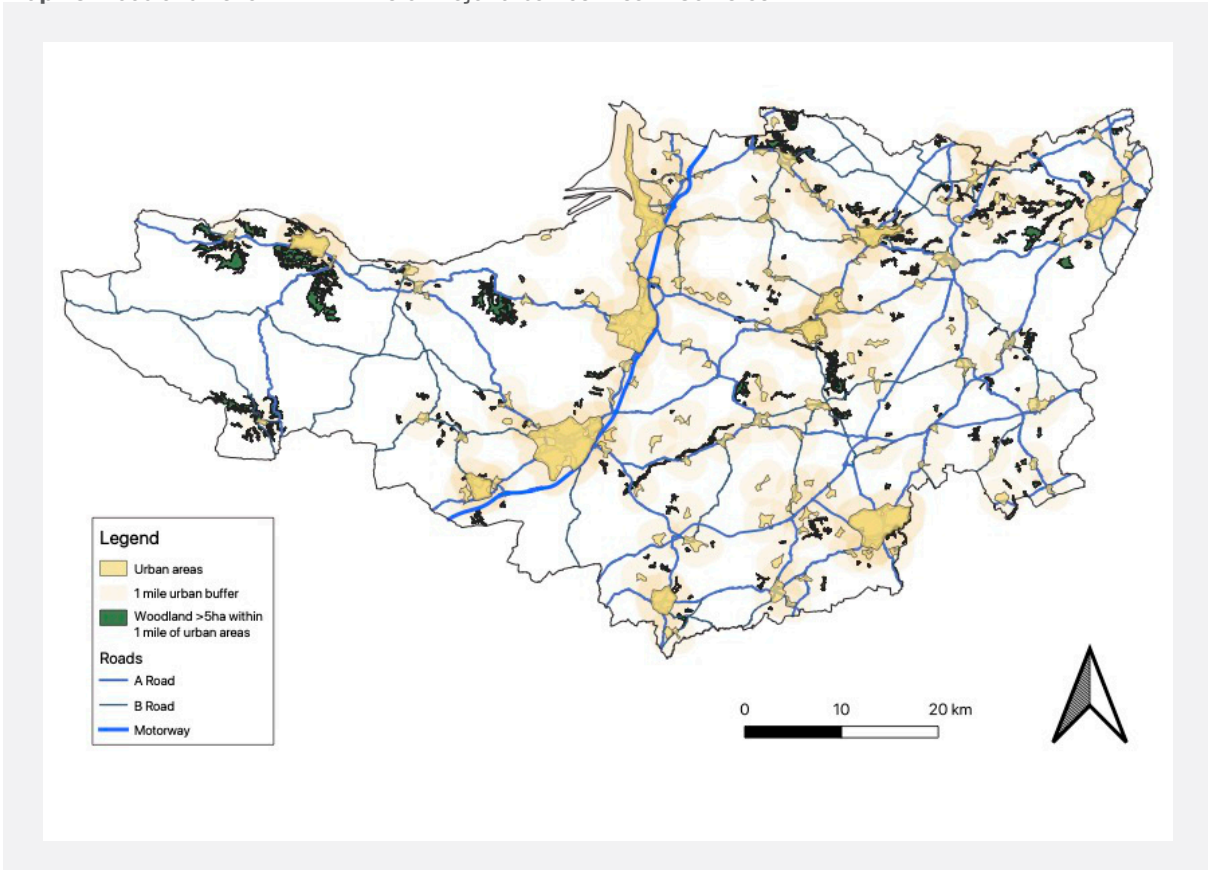 Legend
Urban areas
1 mile urban buffer
Woodland >5ha within
1 mile of urban areas
Roads
A Road
B Road
Motorway
0 10 20 km